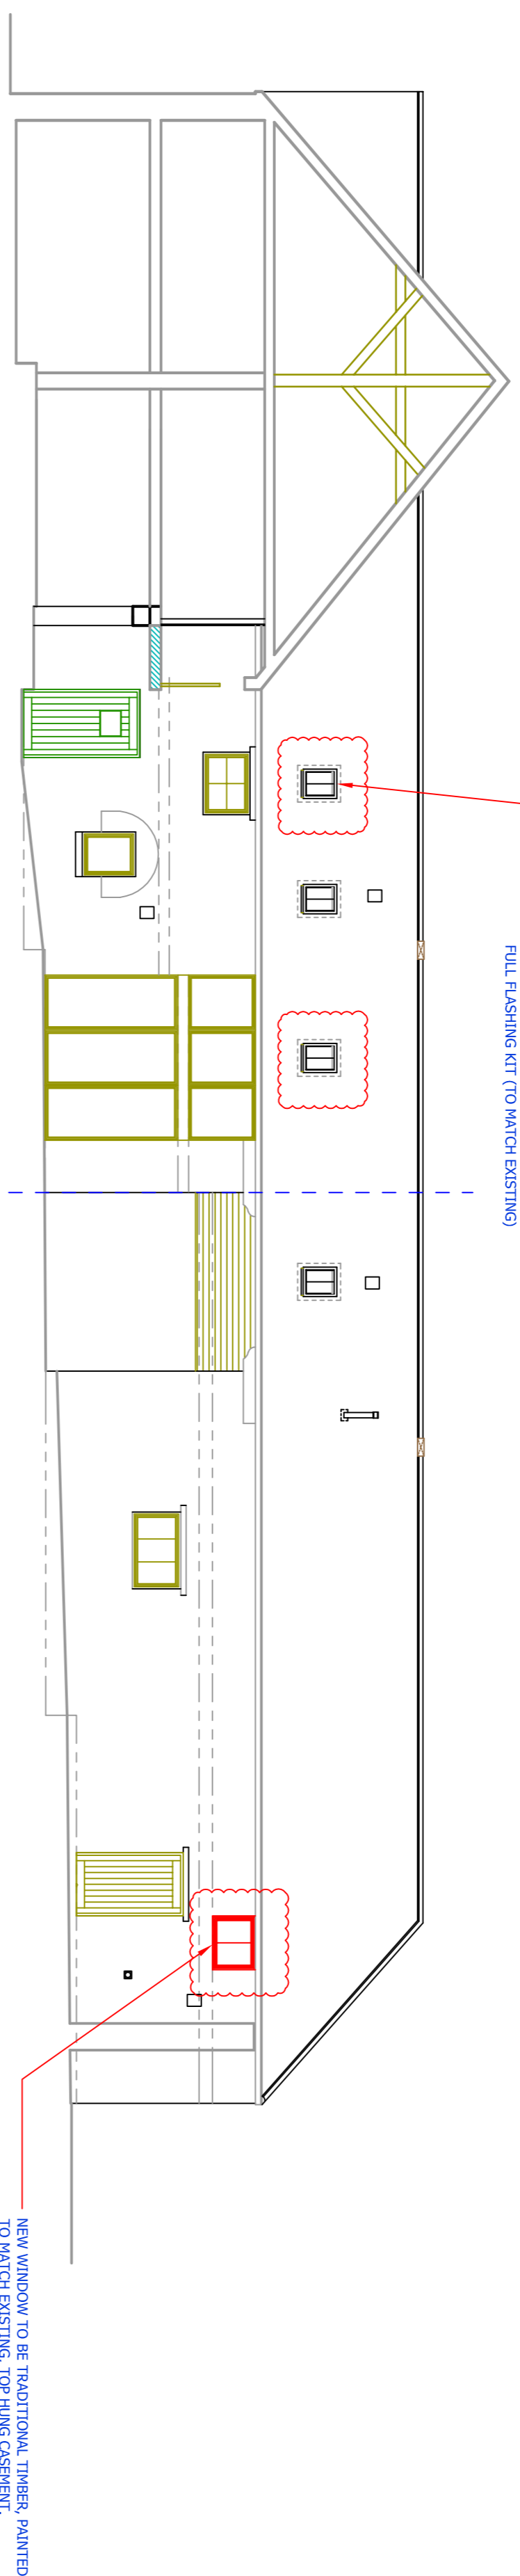 FULL FLASHING KIT (TO MATCH EXISTING)
NEW WINDOW TO BE TRADITIONAL TIMBER, PAINTED
TO MATCH EXISTING. TOP HUNG CASEMENT.